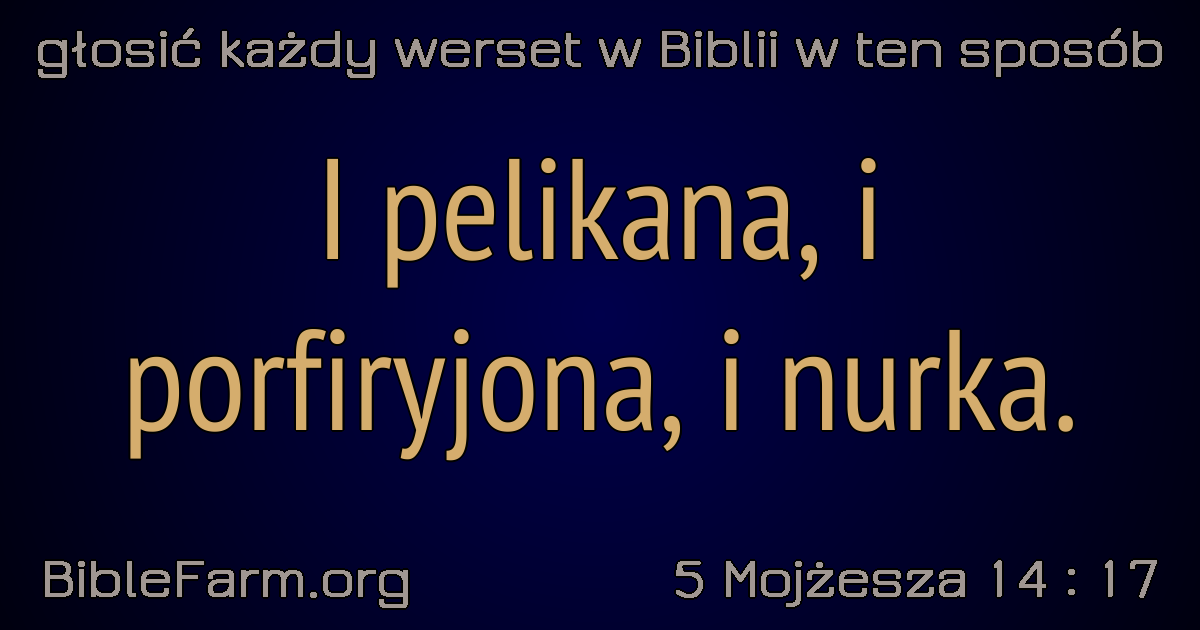 głosić każdy werset w Biblii w ten sposób
I pelikana, i
porfiryjona, i nurka.
BibleFarm.org
5 Mojżesza 14 : 17